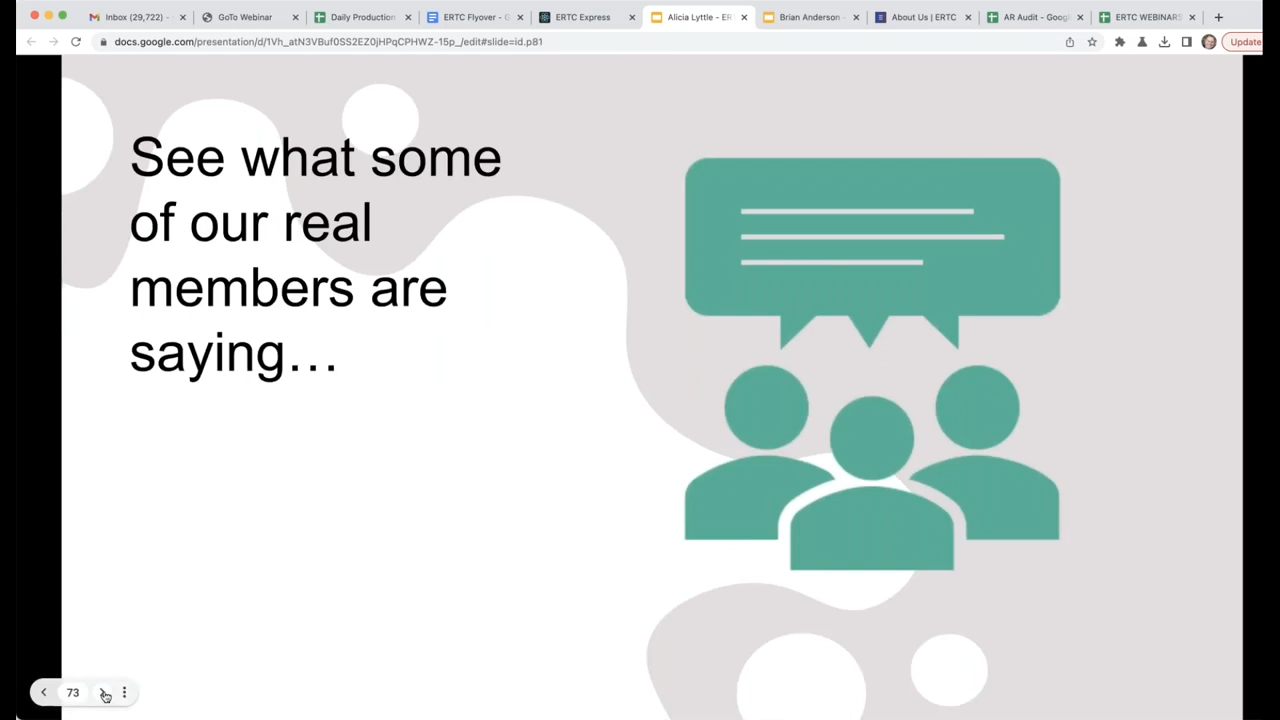 Inbox (29,722) -
GoTo Webinar
Daily Production
ERTC Flyover - G
ERTC Express
Alicia Lyttle - ER
Brian Anderson -
About Us | ERTC
AR Audit - Googl
ERTC WEBINARS
docs.google.com/presentation/d/1Vh_atN3VBuf0SS2EZ0jHPqCPHWZ-15p_/edit#slide=id.p81
Update
See what some
of our real
members are
saying…
73